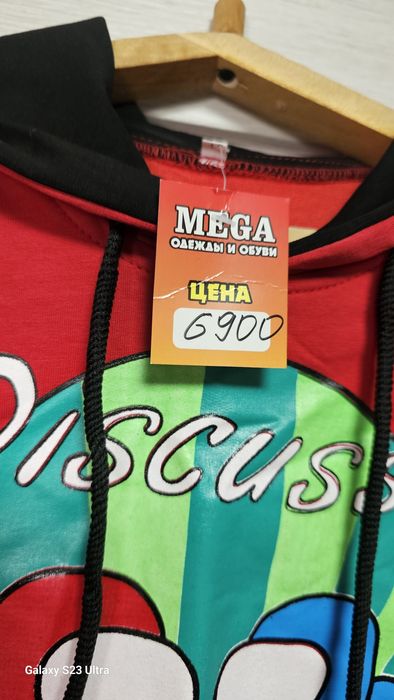 MEGA
ОДЕЖДЫ И ОБУВИ
ЦЕНА
6900
DISCUSS
Galaxy S23 Ultra